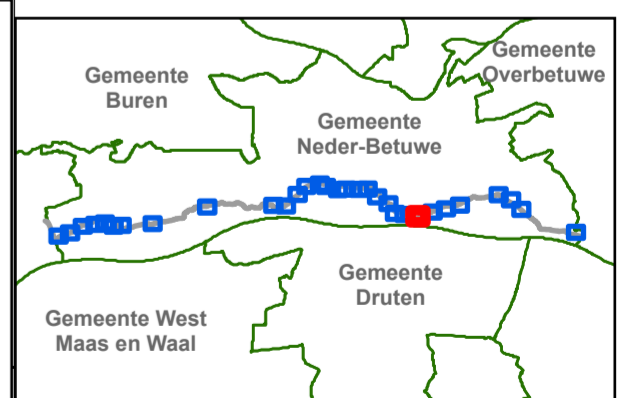 Gemeente
Overbetuwe
Gemeente
Buren
Gemeente
Neder-Betuwe
Gemeente
Druten
Gemeente West
Maas en Waal